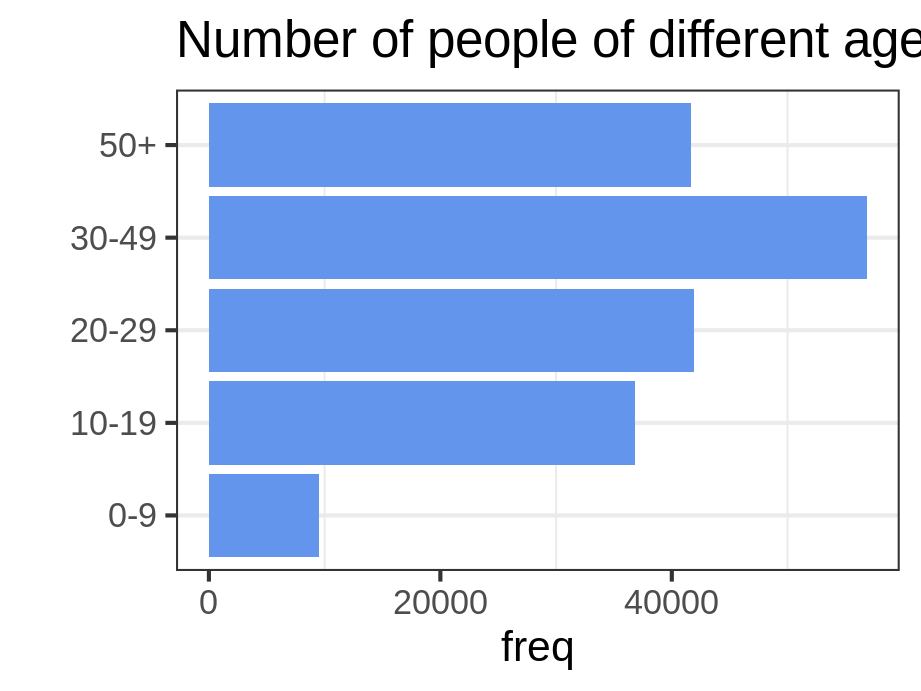 Number of people of different age
50+
30-49
20-29
10-19
0-9
0 20000 40000
freq